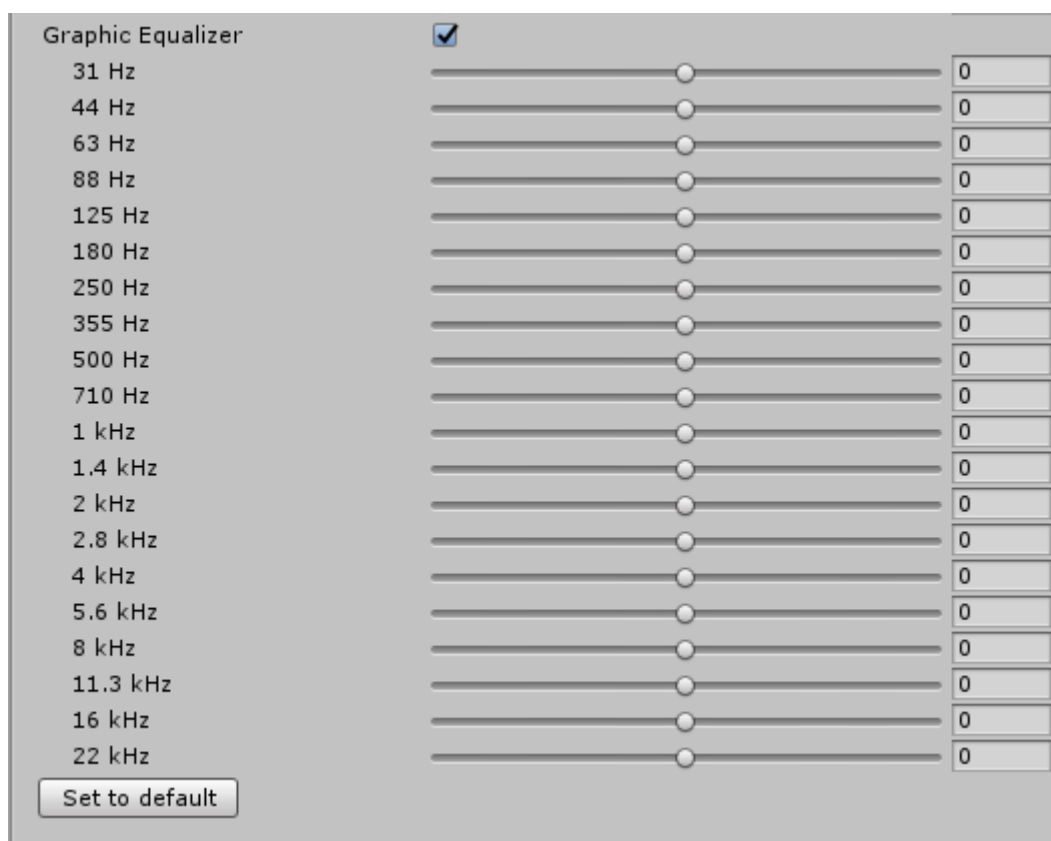 Graphic Equalizer
31 Hz 0
44 Hz 0
63 Hz 0
88 Hz 0
125 Hz 0
180 Hz 0
250 Hz 0
355 Hz 0
500 Hz 0
710 Hz 0
1 kHz 0
1.4 kHz 0
2 kHz 0
2.8 kHz 0
4 kHz 0
5.6 kHz 0
8 kHz 0
11.3 kHz 0
16 kHz 0
22 kHz 0
Set to default